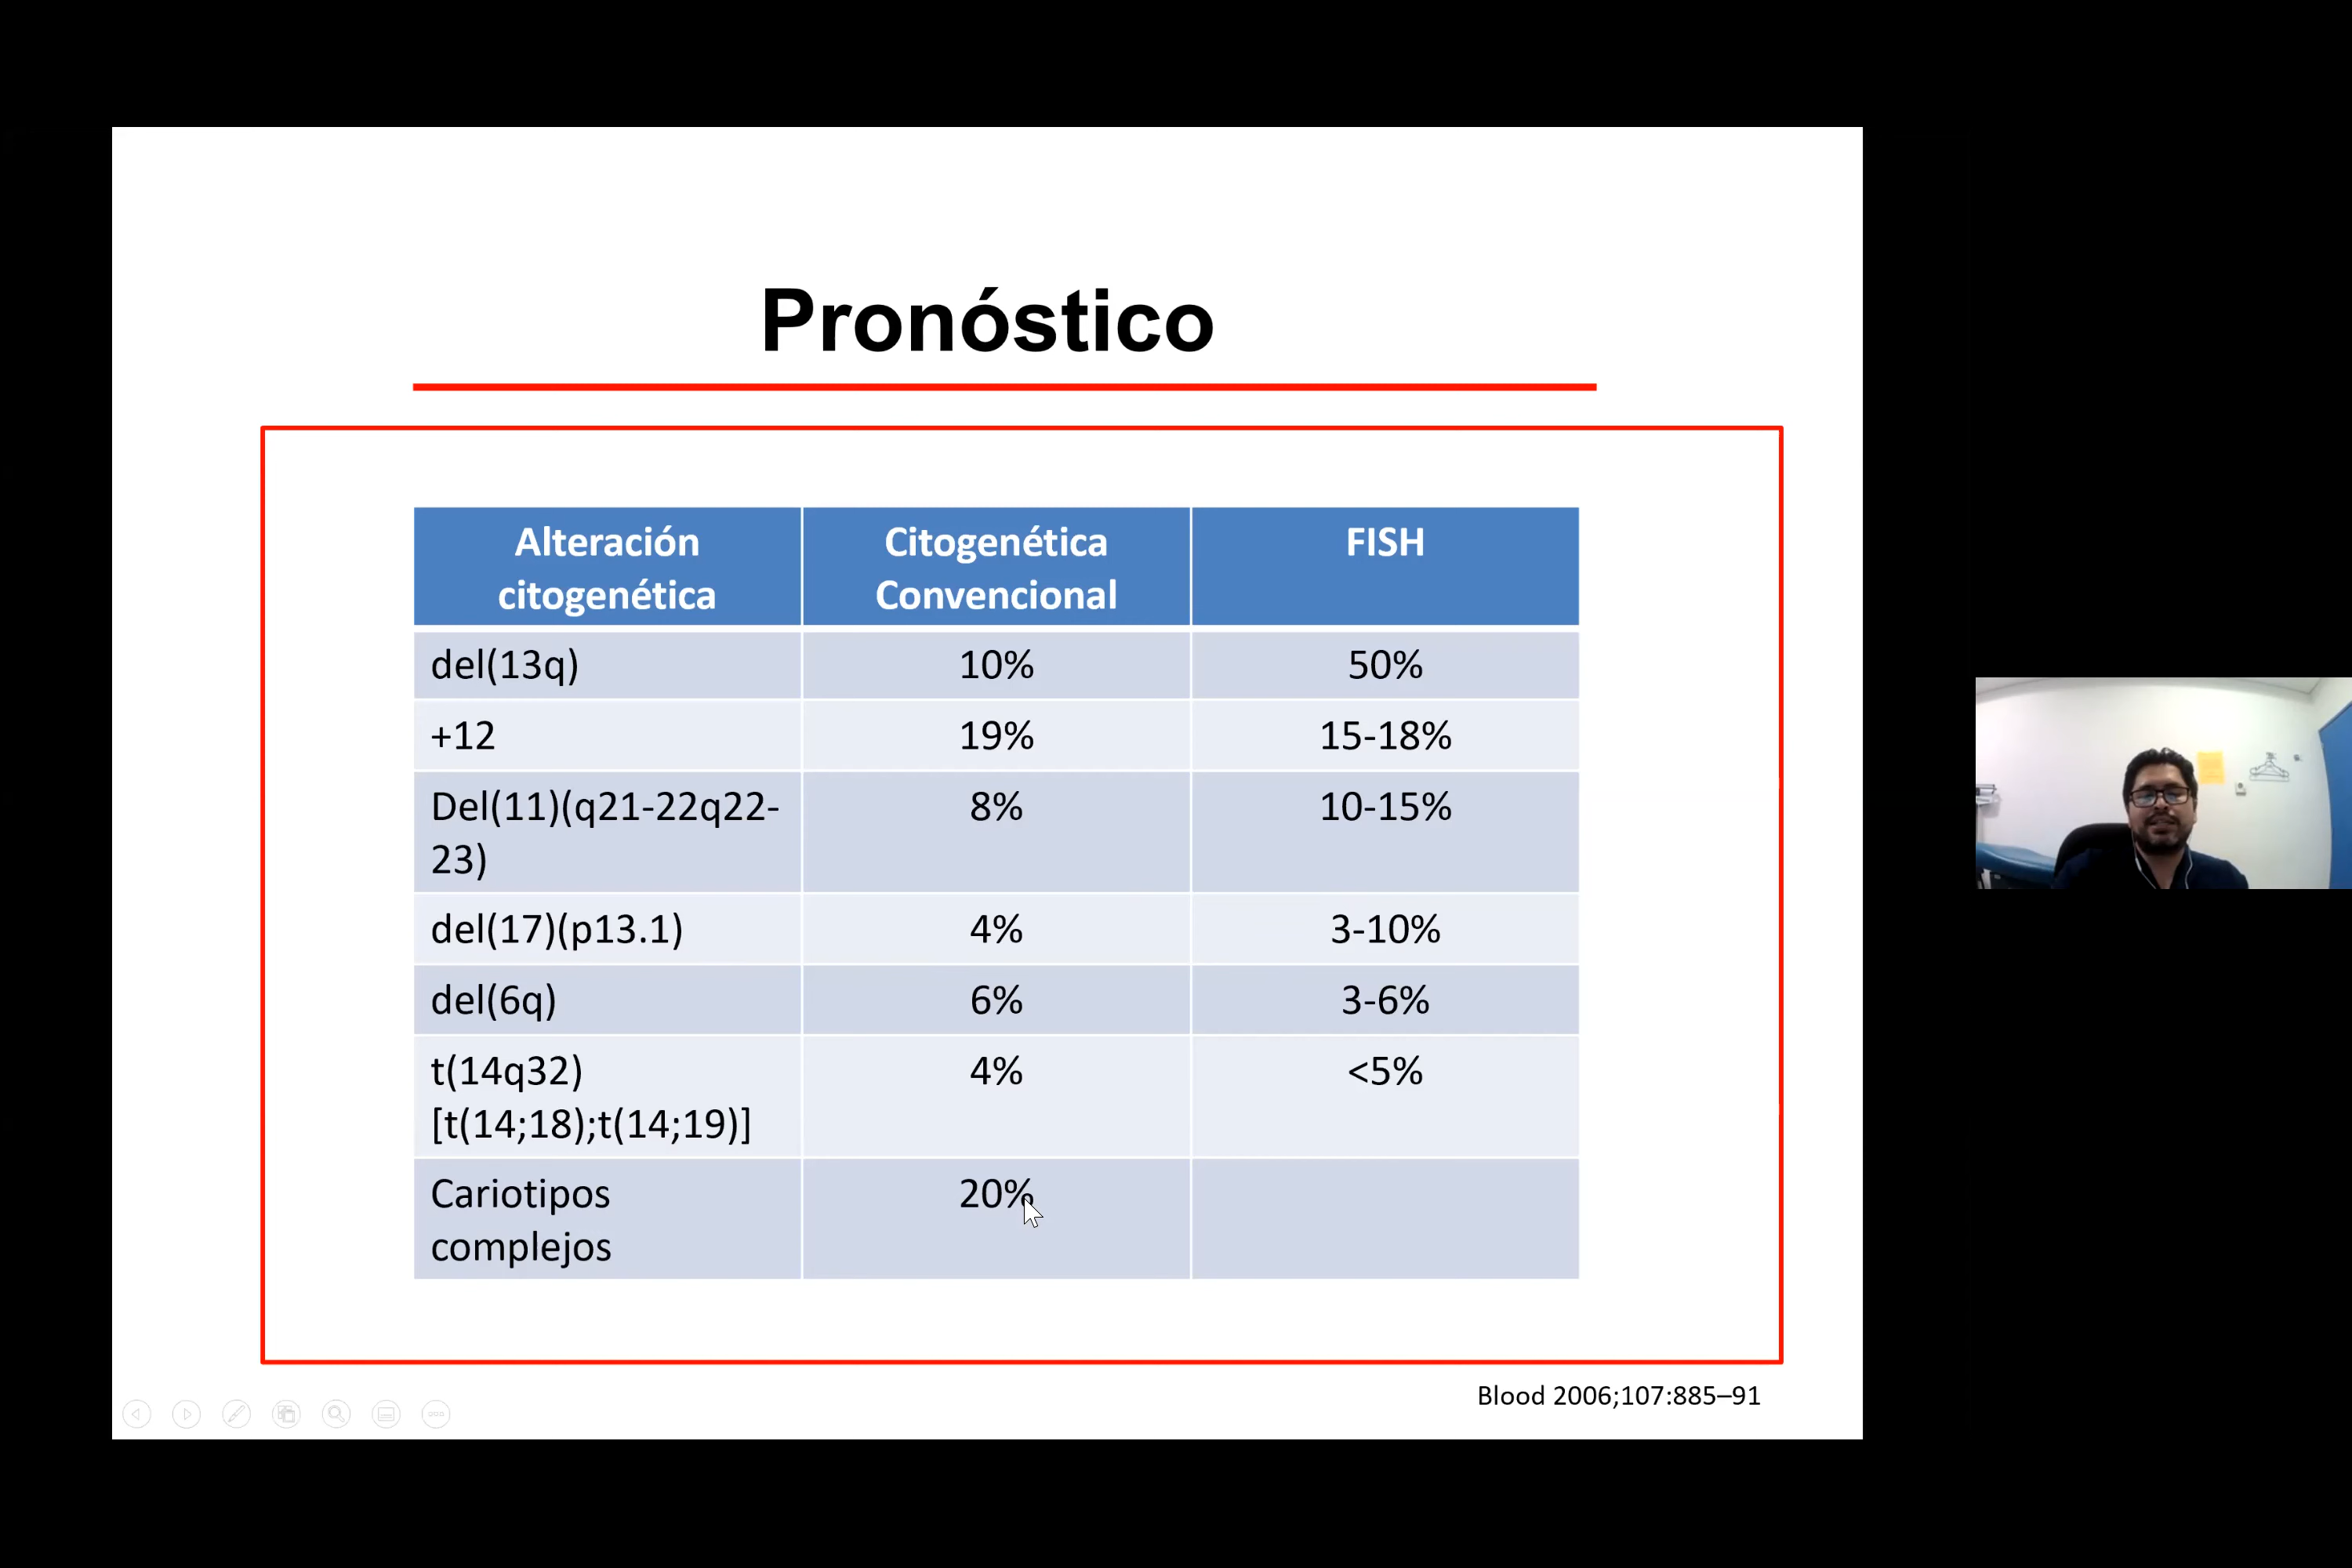 Pronóstico
Alteración
citogenética
Citogenética
Convencional
FISH
del(13q)
10%
50%
+12
19%
15-18%
Del(11)(q21-22q22-
23)
8%
10-15%
del(17)(p13.1)
4%
3-10%
del(6q)
6%
3-6%
t(14q32)
[t(14;18);t(14;19)]
4%
<5%
Cariotipos
complejos
20%
Blood 2006;107:885–91